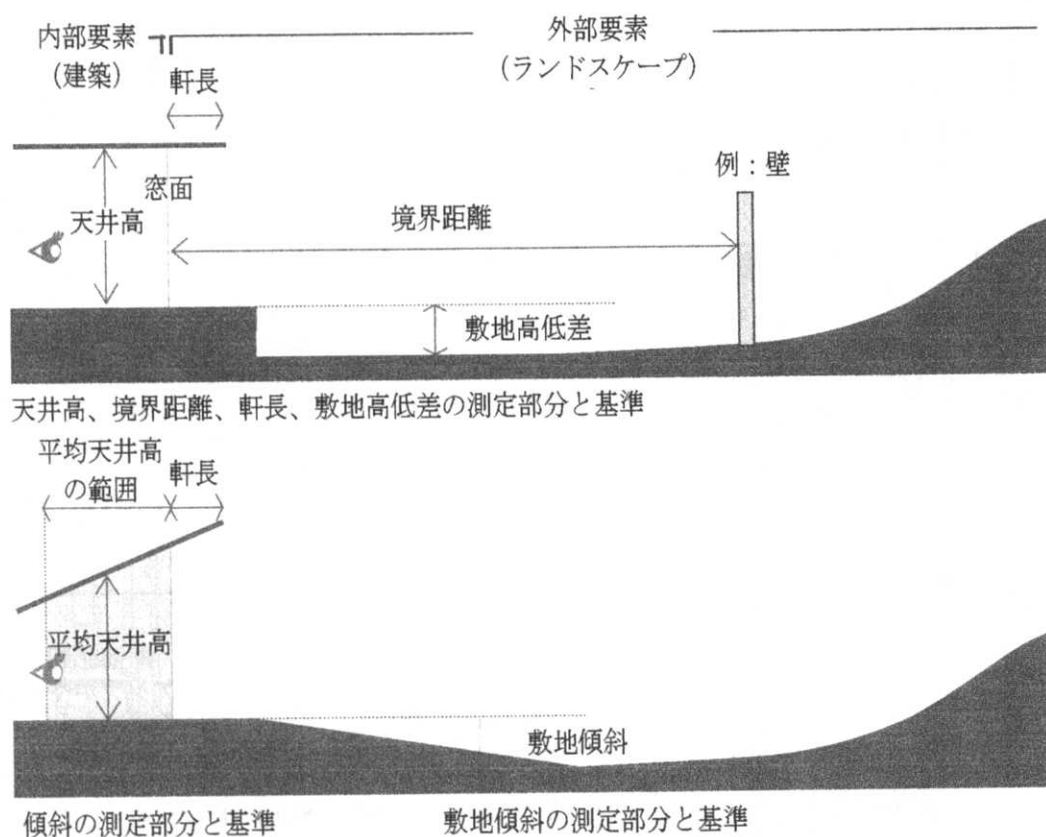 内部要素
(建築)
外部要素
(ランドスケープ)
軒長
例：壁
窓面
天井高
境界距離
敷地高低差
天井高、境界距離、軒長、敷地高低差の測定部分と基準
平均天井高
の範囲
軒長
平均天井高
敷地傾斜
傾斜の測定部分と基準
敷地傾斜の測定部分と基準